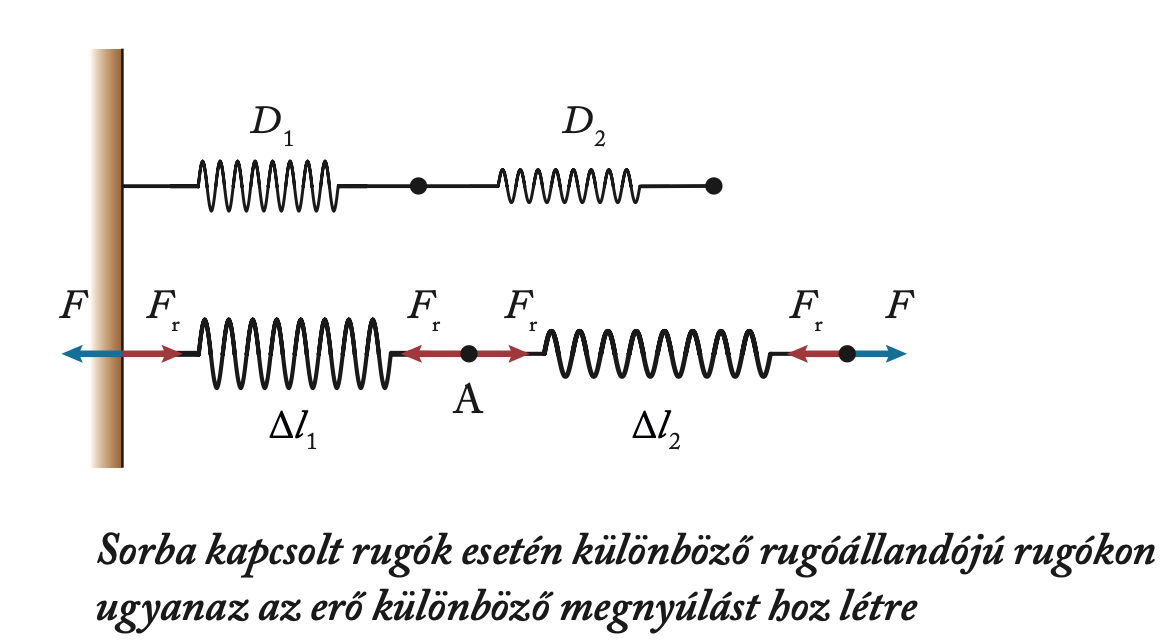 D₁ D₂
F Fᵣ Fᵣ Fᵣ Fᵣ F
A
Δl₁ Δl₂
Sorba kapcsolt rugók esetén különböző rugóállandójú rugókon
ugyanaz az erő különböző megnyúlást hoz létre